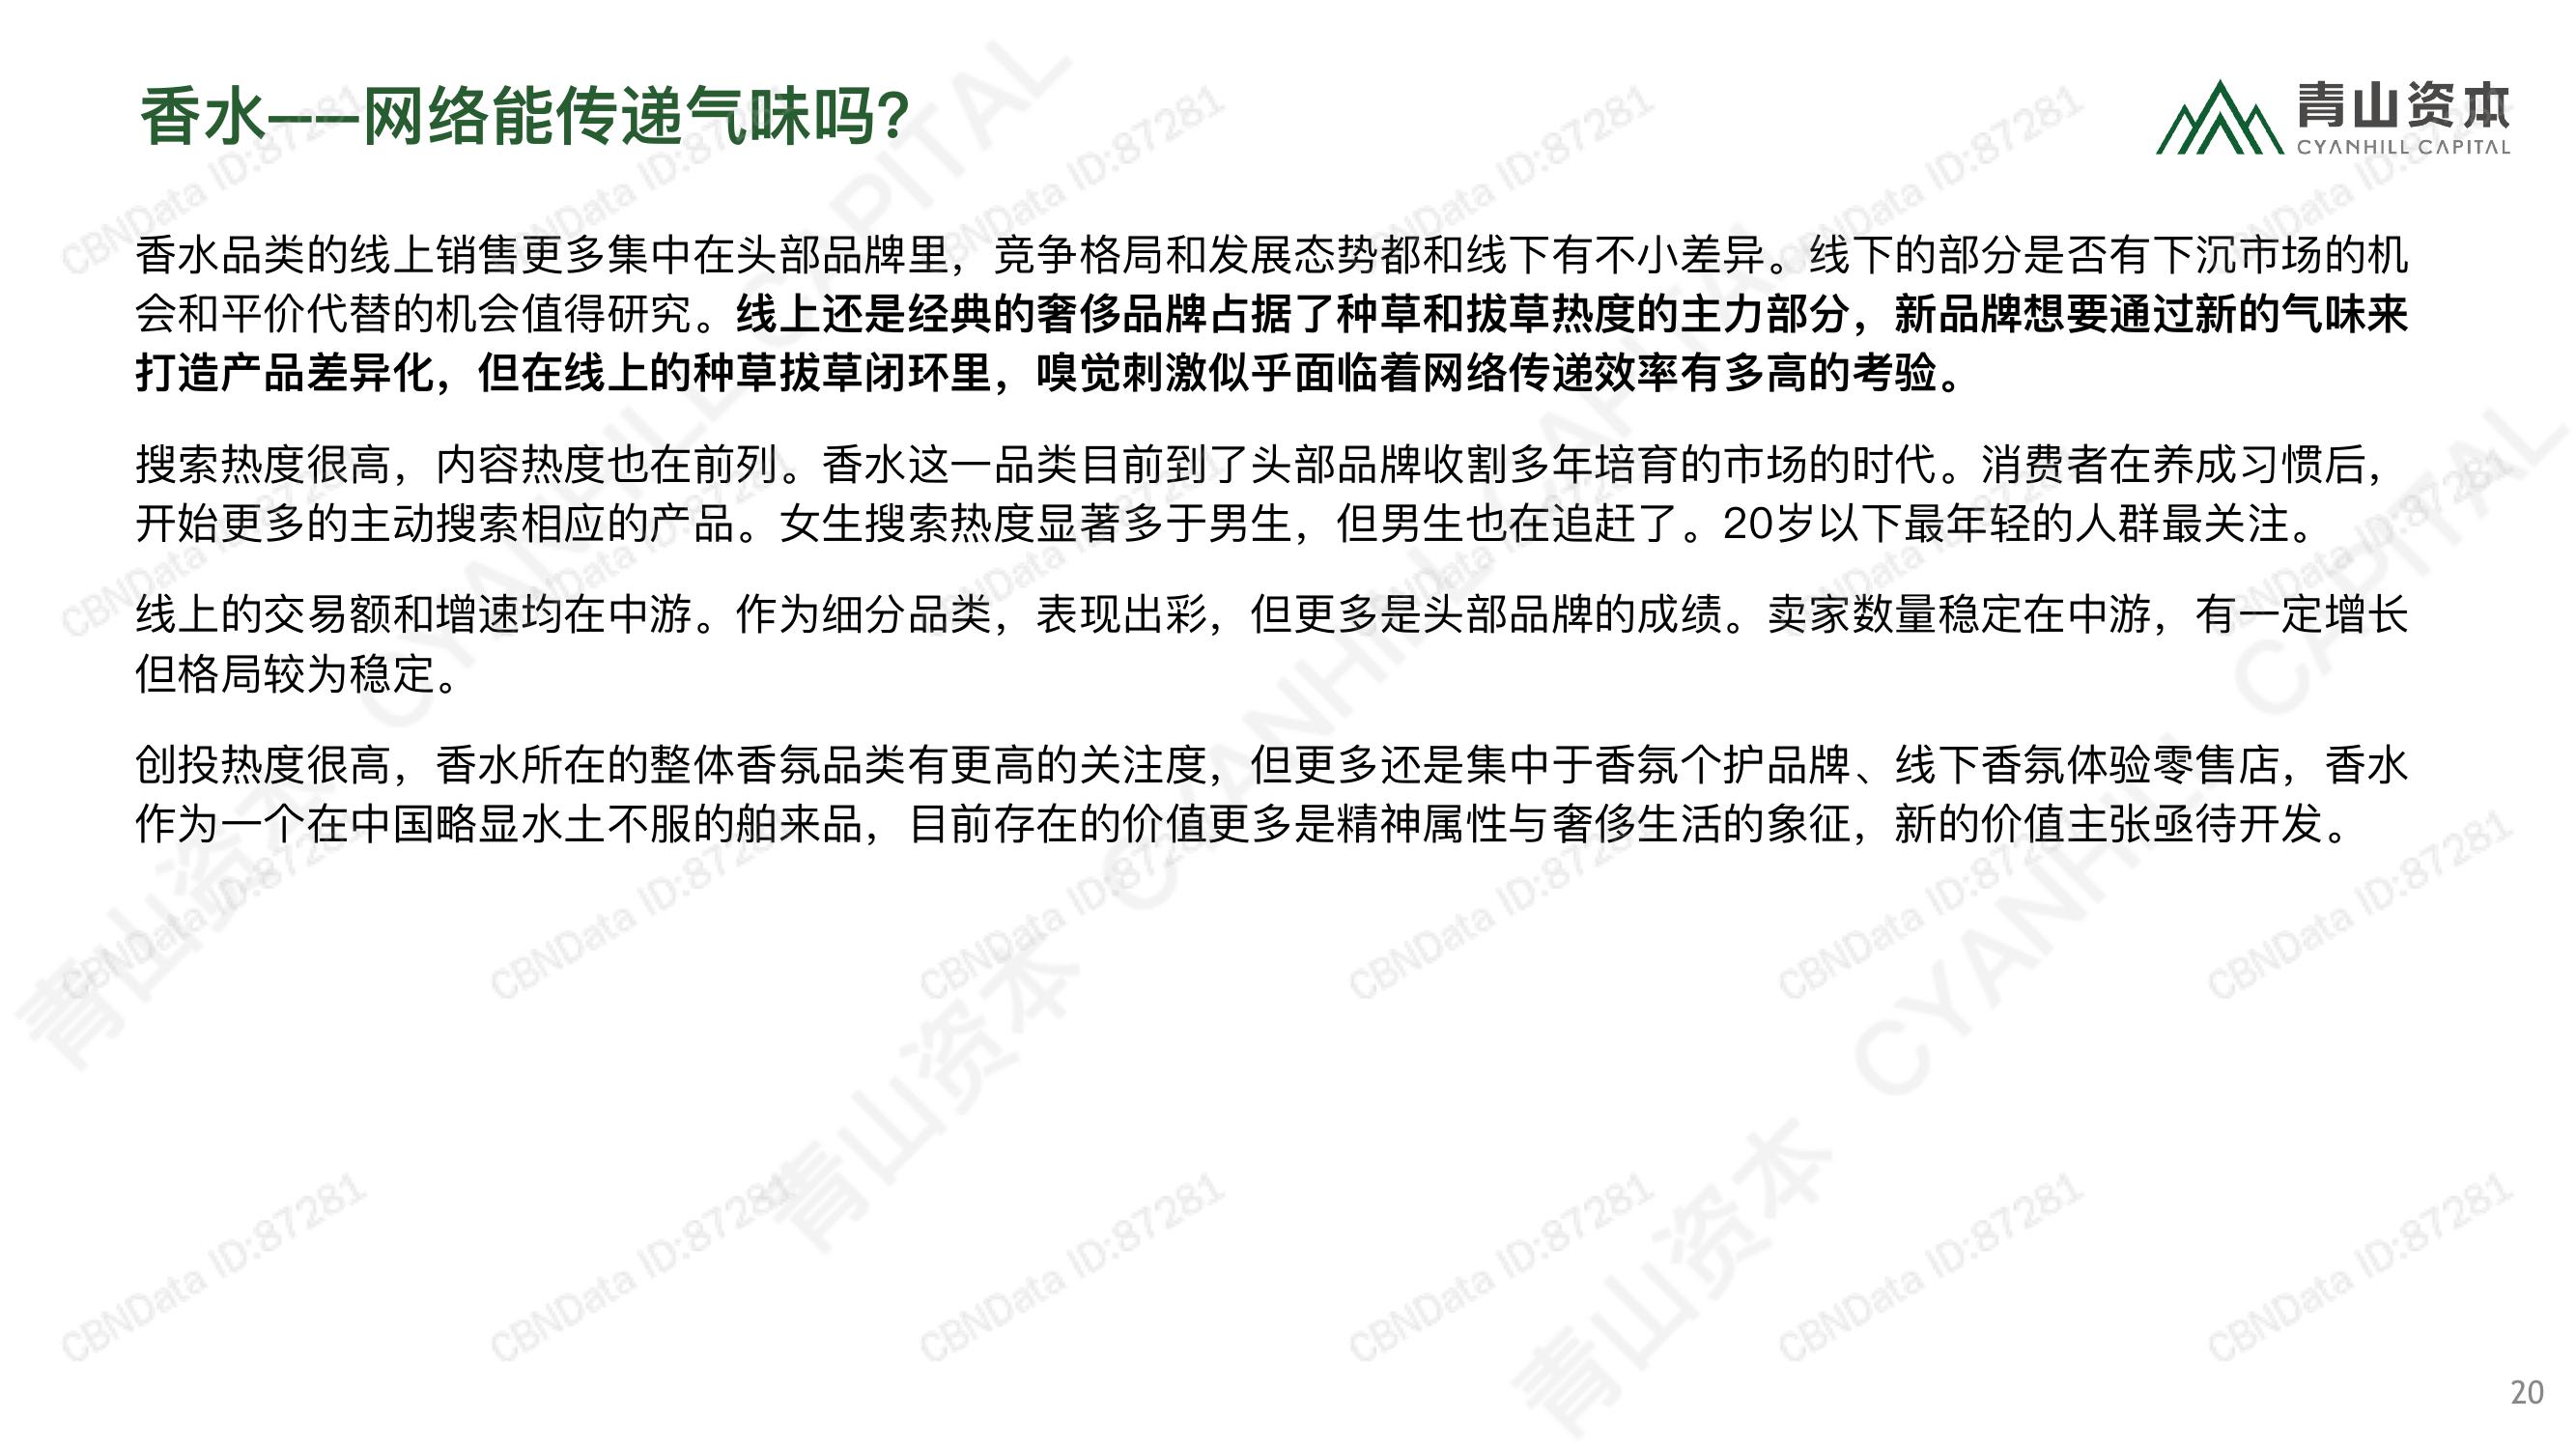 香水——网络能传递气味吗?
青山资本
CYANHILL CAPITAL
香水品类的线上销售更多集中在头部品牌里，竞争格局和发展态势都和线下有不小差异。线下的部分是否有下沉市场的机
会和平价代替的机会值得研究。线上还是经典的奢侈品牌占据了种草和拔草热度的主力部分，新品牌想要通过新的气味来
打造产品差异化，但在线上的种草拔草闭环里，嗅觉刺激似乎面临着网络传递效率有多高的考验。
搜索热度很高，内容热度也在前列。香水这一品类目前到了头部品牌收割多年培育的市场的时代。消费者在养成习惯后，
开始更多的主动搜索相应的产品。女生搜索热度显著多于男生，但男生也在追赶了。20岁以下最年轻的人群最关注。
线上的交易额和增速均在中游。作为细分品类，表现出彩，但更多是头部品牌的成绩。卖家数量稳定在中游，有一定增长
但格局较为稳定。
创投热度很高，香水所在的整体香氛品类有更高的关注度，但更多还是集中于香氛个护品牌、线下香氛体验零售店，香水
作为一个在中国略显水土不服的舶来品，目前存在的价值更多是精神属性与奢侈生活的象征，新的价值主张亟待开发。
CBNData ID:87281
青山资本 CYANHILL CAPITAL
20